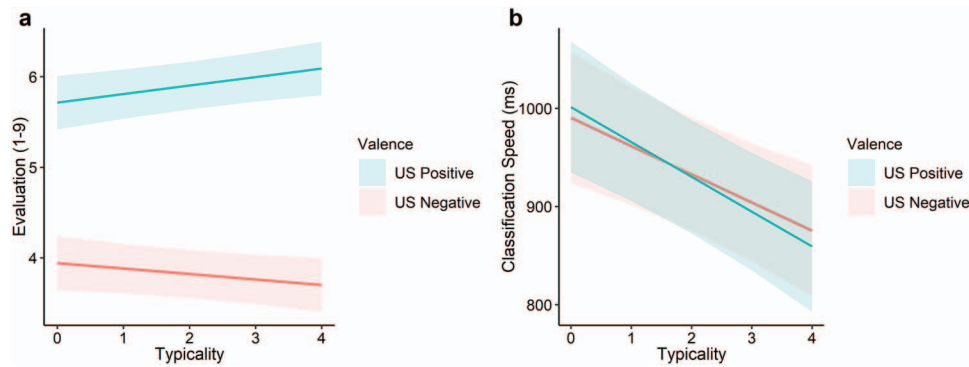 a
Evaluation (1-9)
6
5
4
0 1 2 3 4
Typicality
Valence
US Positive
US Negative
b
Classification Speed (ms)
1000
900
800
0 1 2 3 4
Typicality
Valence
US Positive
US Negative